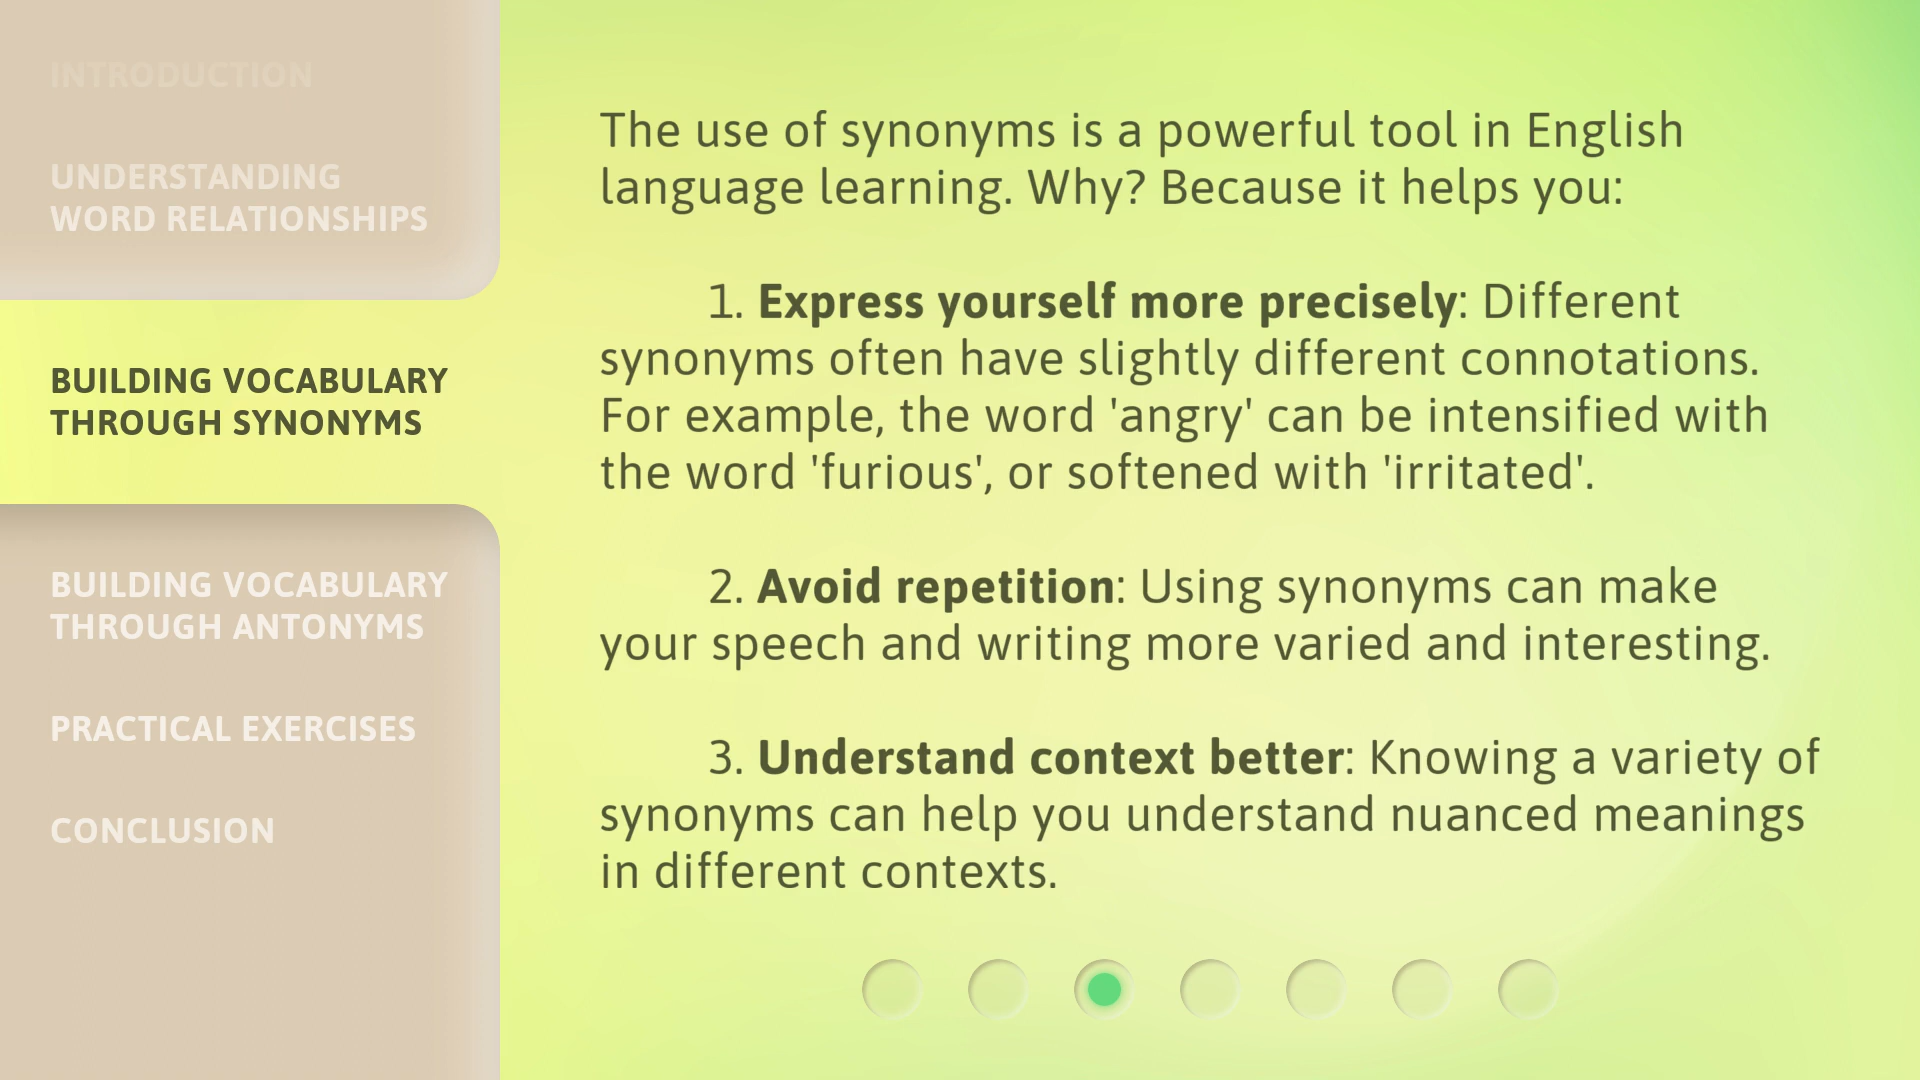 INTRODUCTION
UNDERSTANDING
WORD RELATIONSHIPS
BUILDING VOCABULARY
THROUGH SYNONYMS
BUILDING VOCABULARY
THROUGH ANTONYMS
PRACTICAL EXERCISES
CONCLUSION
The use of synonyms is a powerful tool in English
language learning. Why? Because it helps you:
1. Express yourself more precisely: Different
synonyms often have slightly different connotations.
For example, the word 'angry' can be intensified with
the word 'furious', or softened with 'irritated'.
2. Avoid repetition: Using synonyms can make
your speech and writing more varied and interesting.
3. Understand context better: Knowing a variety of
synonyms can help you understand nuanced meanings
in different contexts.